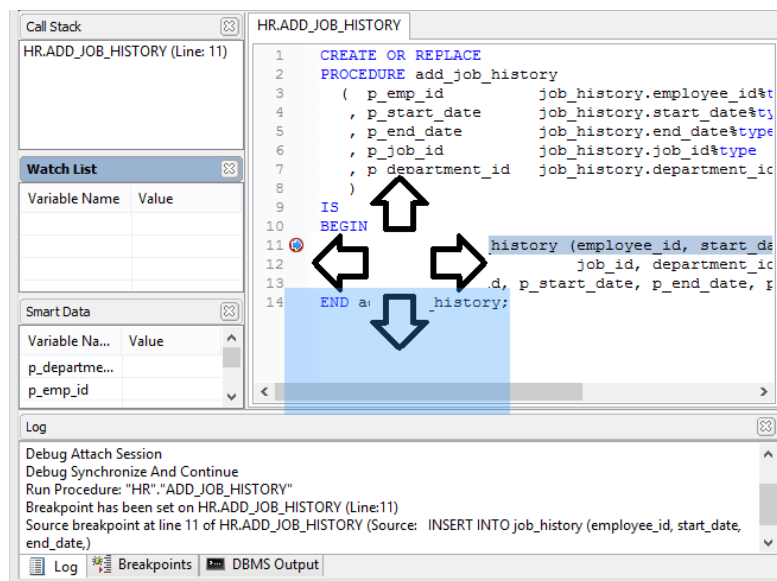 Call Stack
HR.ADD_JOB_HISTORY (Line: 11)
Watch List
Variable Name Value
Smart Data
Variable Na... Value
p_departme...
p_emp_id
HR.ADD_JOB_HISTORY
1 CREATE OR REPLACE
2 PROCEDURE add_job_history
3 ( p_emp_id job_history.employee_id%t
4 , p_start_date job_history.start_date%ty
5 , p_end_date job_history.end_date%type
6 , p_job_id job_history.job_id%type
7 , p_department_id job_history.department_id
8 )
9 IS
10 BEGIN
11 history (employee_id, start_da
12 job_id, department_id
13 d, p_start_date, p_end_date, p
14 END a _history;
Log
Debug Attach Session
Debug Synchronize And Continue
Run Procedure: "HR"."ADD_JOB_HISTORY"
Breakpoint has been set on HR.ADD_JOB_HISTORY (Line:11)
Source breakpoint at line 11 of HR.ADD_JOB_HISTORY (Source: INSERT INTO job_history (employee_id, start_date,
end_date,)
Log Breakpoints DBMS Output